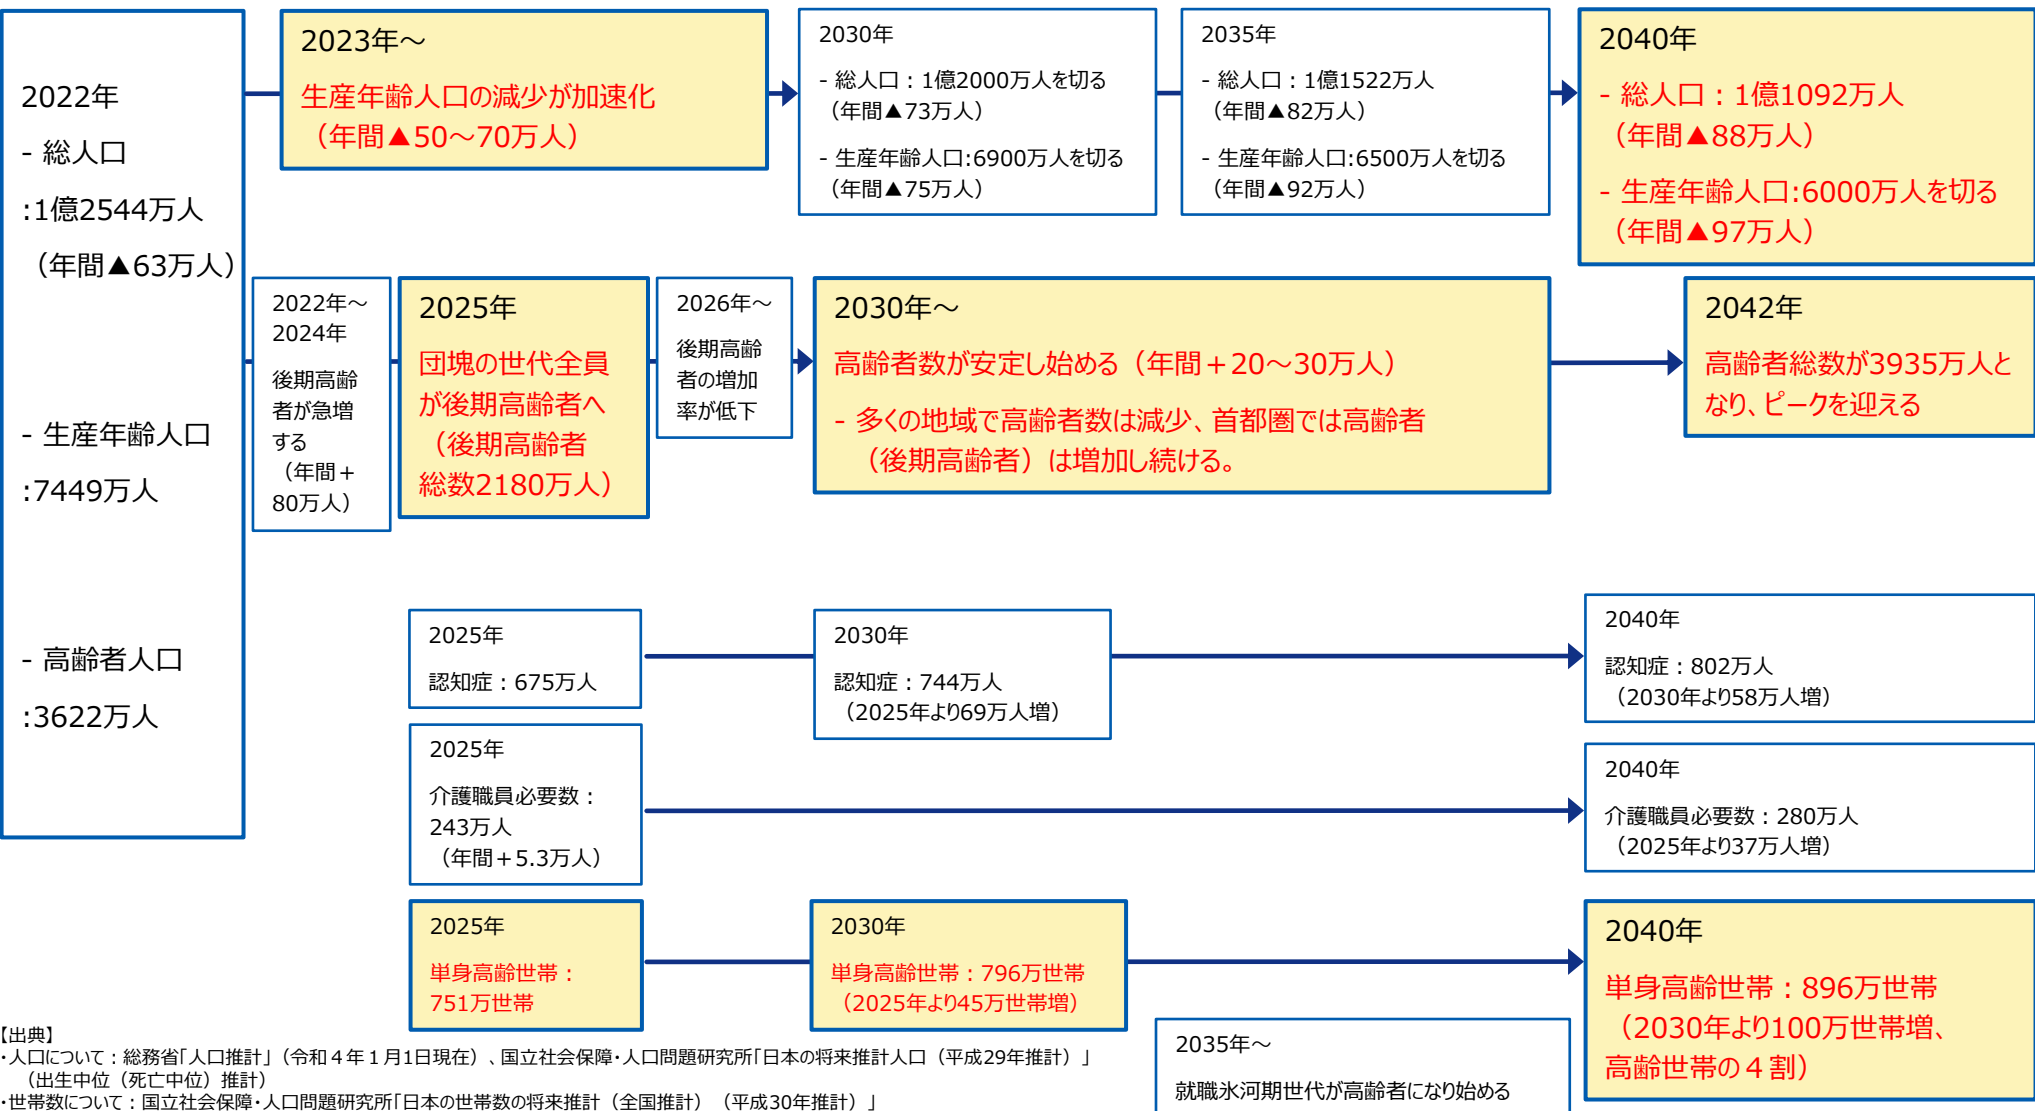 2022年
- 総人口
:1億2544万人
（年間▲63万人）
- 生産年齢人口
:7449万人
- 高齢者人口
:3622万人
2023年～
生産年齢人口の減少が加速化
（年間▲50～70万人）
2030年
- 総人口：1億2000万人を切る
（年間▲73万人）
- 生産年齢人口:6900万人を切る
（年間▲75万人）
2035年
- 総人口：1億1522万人
（年間▲82万人）
- 生産年齢人口:6500万人を切る
（年間▲92万人）
2040年
- 総人口：1億1092万人
（年間▲88万人）
- 生産年齢人口:6000万人を切る
（年間▲97万人）
2022年～
2024年
後期高齢
者が急増
する
（年間＋
80万人）
2025年
団塊の世代全員
が後期高齢者へ
（後期高齢者
総数2180万人）
2026年～
後期高齢
者の増加
率が低下
2030年～
高齢者数が安定し始める（年間＋20～30万人）
- 多くの地域で高齢者数は減少、首都圏では高齢者
（後期高齢者）は増加し続ける。
2042年
高齢者総数が3935万人と
なり、ピークを迎える
2025年
認知症：675万人
2030年
認知症：744万人
（2025年より69万人増）
2040年
認知症：802万人
（2030年より58万人増）
2025年
介護職員必要数：
243万人
（年間＋5.3万人）
2040年
介護職員必要数：280万人
（2025年より37万人増）
2025年
単身高齢世帯：
751万世帯
2030年
単身高齢世帯：796万世帯
（2025年より45万世帯増）
2040年
単身高齢世帯：896万世帯
（2030年より100万世帯増、
高齢世帯の４割）
2035年～
就職氷河期世代が高齢者になり始める
【出典】
・人口について：総務省「人口推計」（令和４年１月1日現在）、国立社会保障・人口問題研究所「日本の将来推計人口（平成29年推計）」
（出生中位（死亡中位）推計）
・世帯数について：国立社会保障・人口問題研究所「日本の世帯数の将来推計（全国推計）（平成30年推計）」